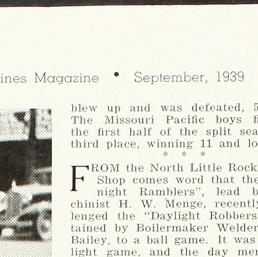 ines Magazine • September, 1939
blew up and was defeated, 5
The Missouri Pacific boys fi
the first half of the split sea
third place, winning 11 and lo
* * *
FROM the North Little Rock
Shop comes word that the
night Ramblers", lead b
chinist H. W. Menge, recently
lenged the "Daylight Robbers
tained by Boilermaker Welder
Bailey, to a ball game. It was
light game, and the day men